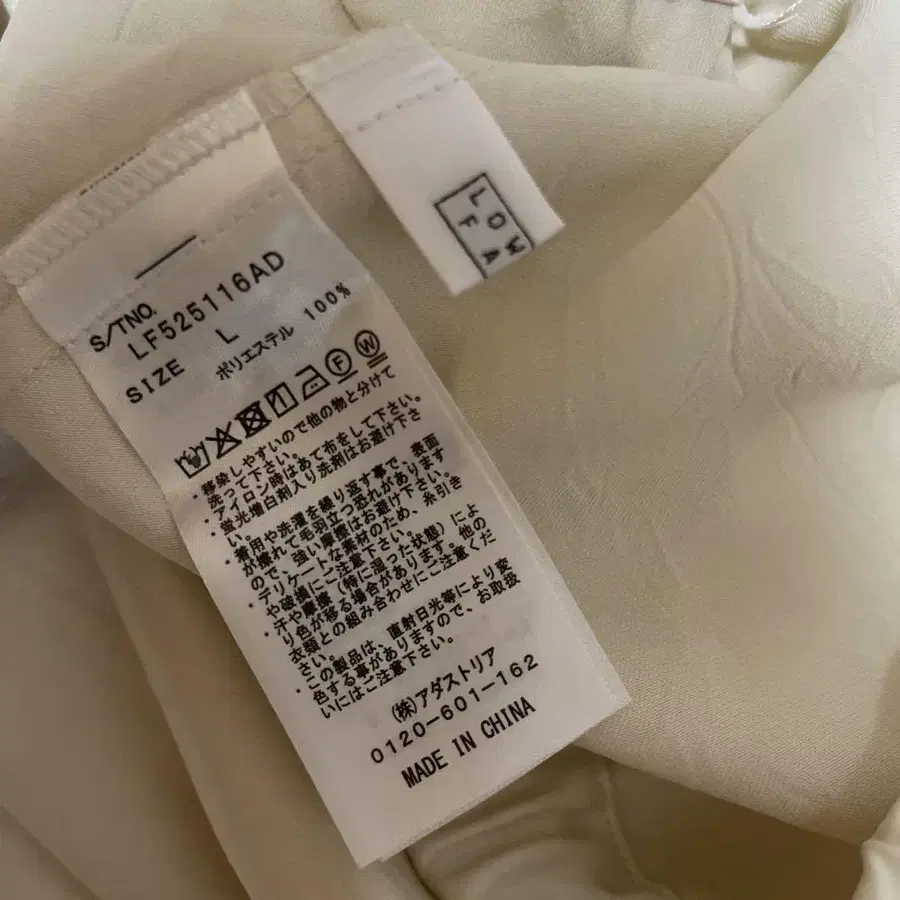 LOW
FA
S/TNO.
LF525116AD
SIZE L
ポリエステル 100%
・移染しやすいので他の物と分けて
洗って下さい。
・アイロン時はあて布をして下さい。
・蛍光増白剤入り洗剤はお避け下さ
い。
・着用や洗濯を繰り返す事で、表面
が擦れて毛羽立つ恐れがあります
ので、強い摩擦はお避け下さい。
・デリケートな素材のため、糸引き
や破損にご注意下さい。
・汗や摩擦(特に湿った状態)によ
り色が移る場合があります。他の
衣類との組み合わせにご注意くだ
さい。
・この製品は、直射日光等により変
色する事がありますので、お取扱
いにはご注意下さい。
(株)アダストリア
0120-601-162
MADE IN CHINA